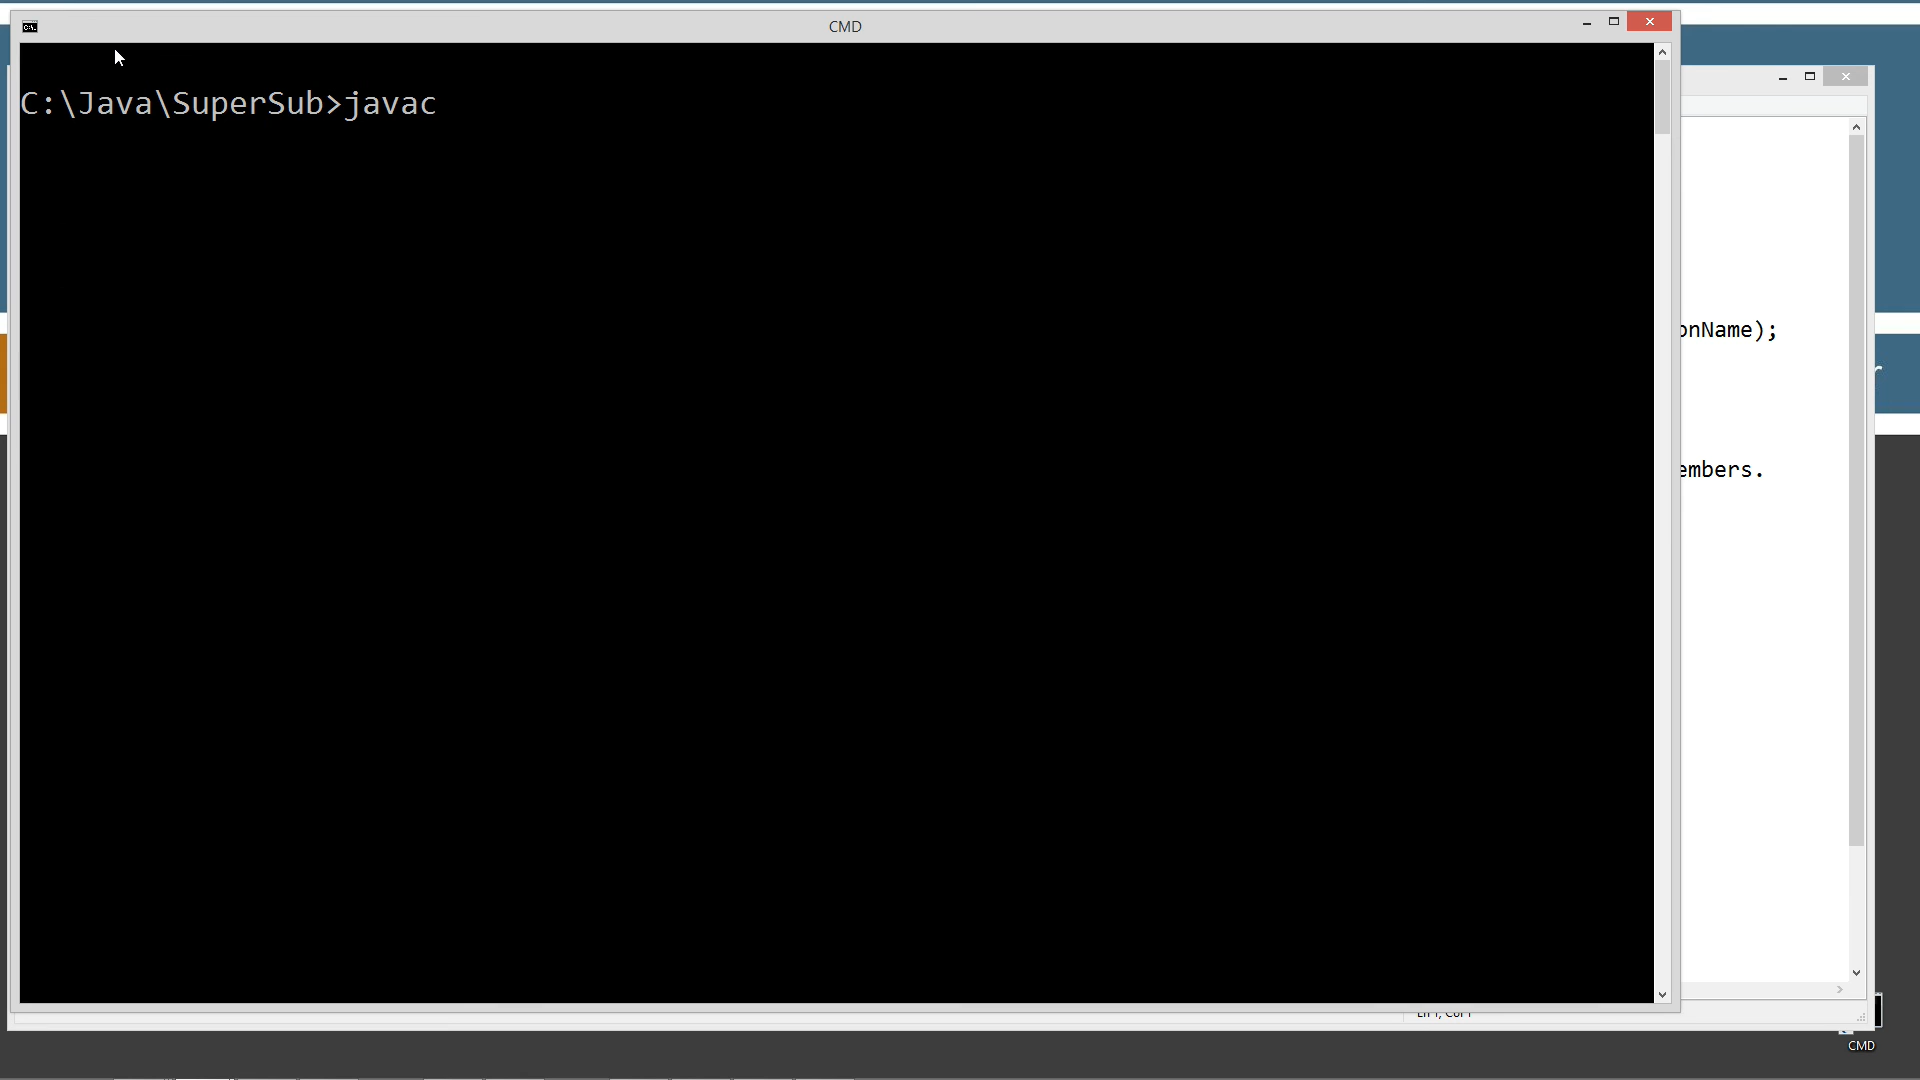 CMD
C:\Java\SuperSub>javac
onName);
r
embers.
CMD